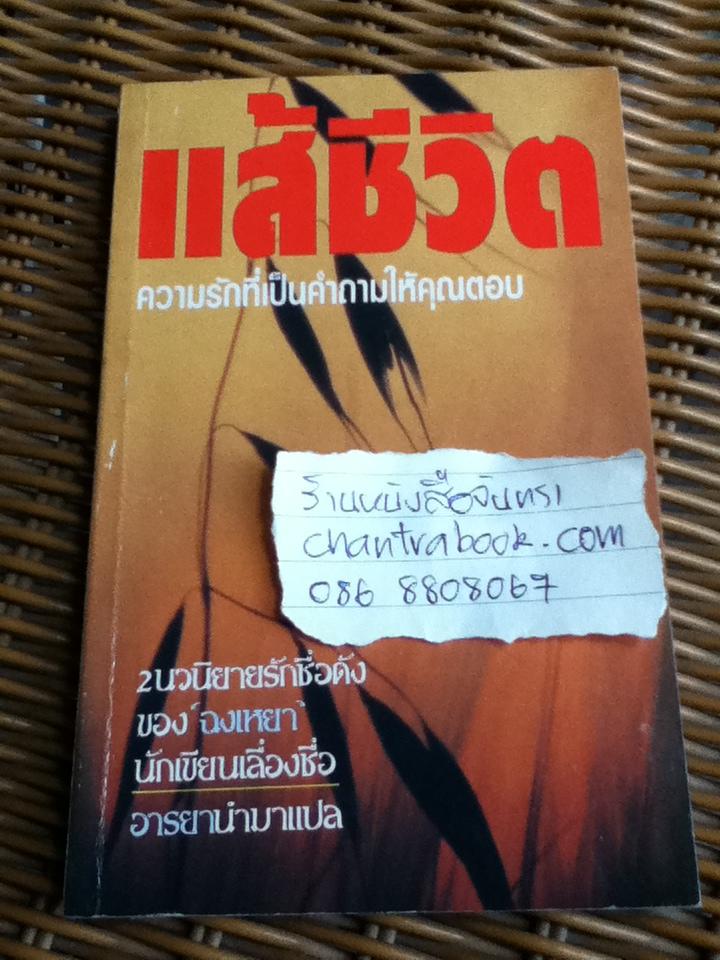 แส้ชีวิต
ความรักที่เป็นคำถามให้คุณตอบ
ร้านหนังสือจันทรา
chantrabook.com
086 8808067
2นวนิยายรักชื่อดัง
ของ "ฉงเหยา"
นักเขียนเลื่องชื่อ
อารยานำมาแปล